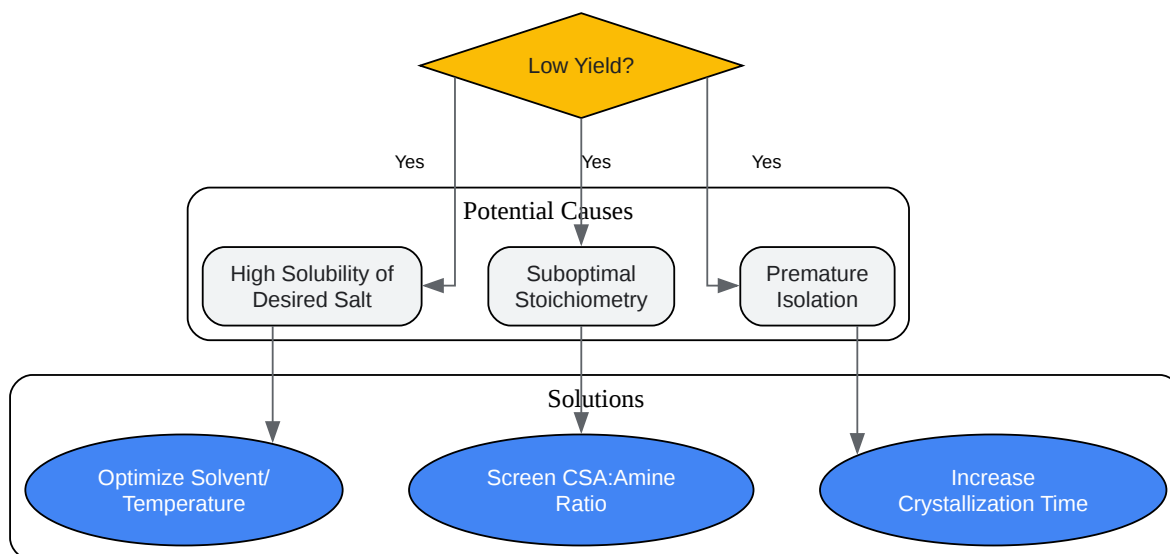 Low Yield?
Yes
Yes
Yes
Potential Causes
High Solubility of
Desired Salt
Suboptimal
Stoichiometry
Premature
Isolation
Solutions
Optimize Solvent/
Temperature
Screen CSA:Amine
Ratio
Increase
Crystallization Time